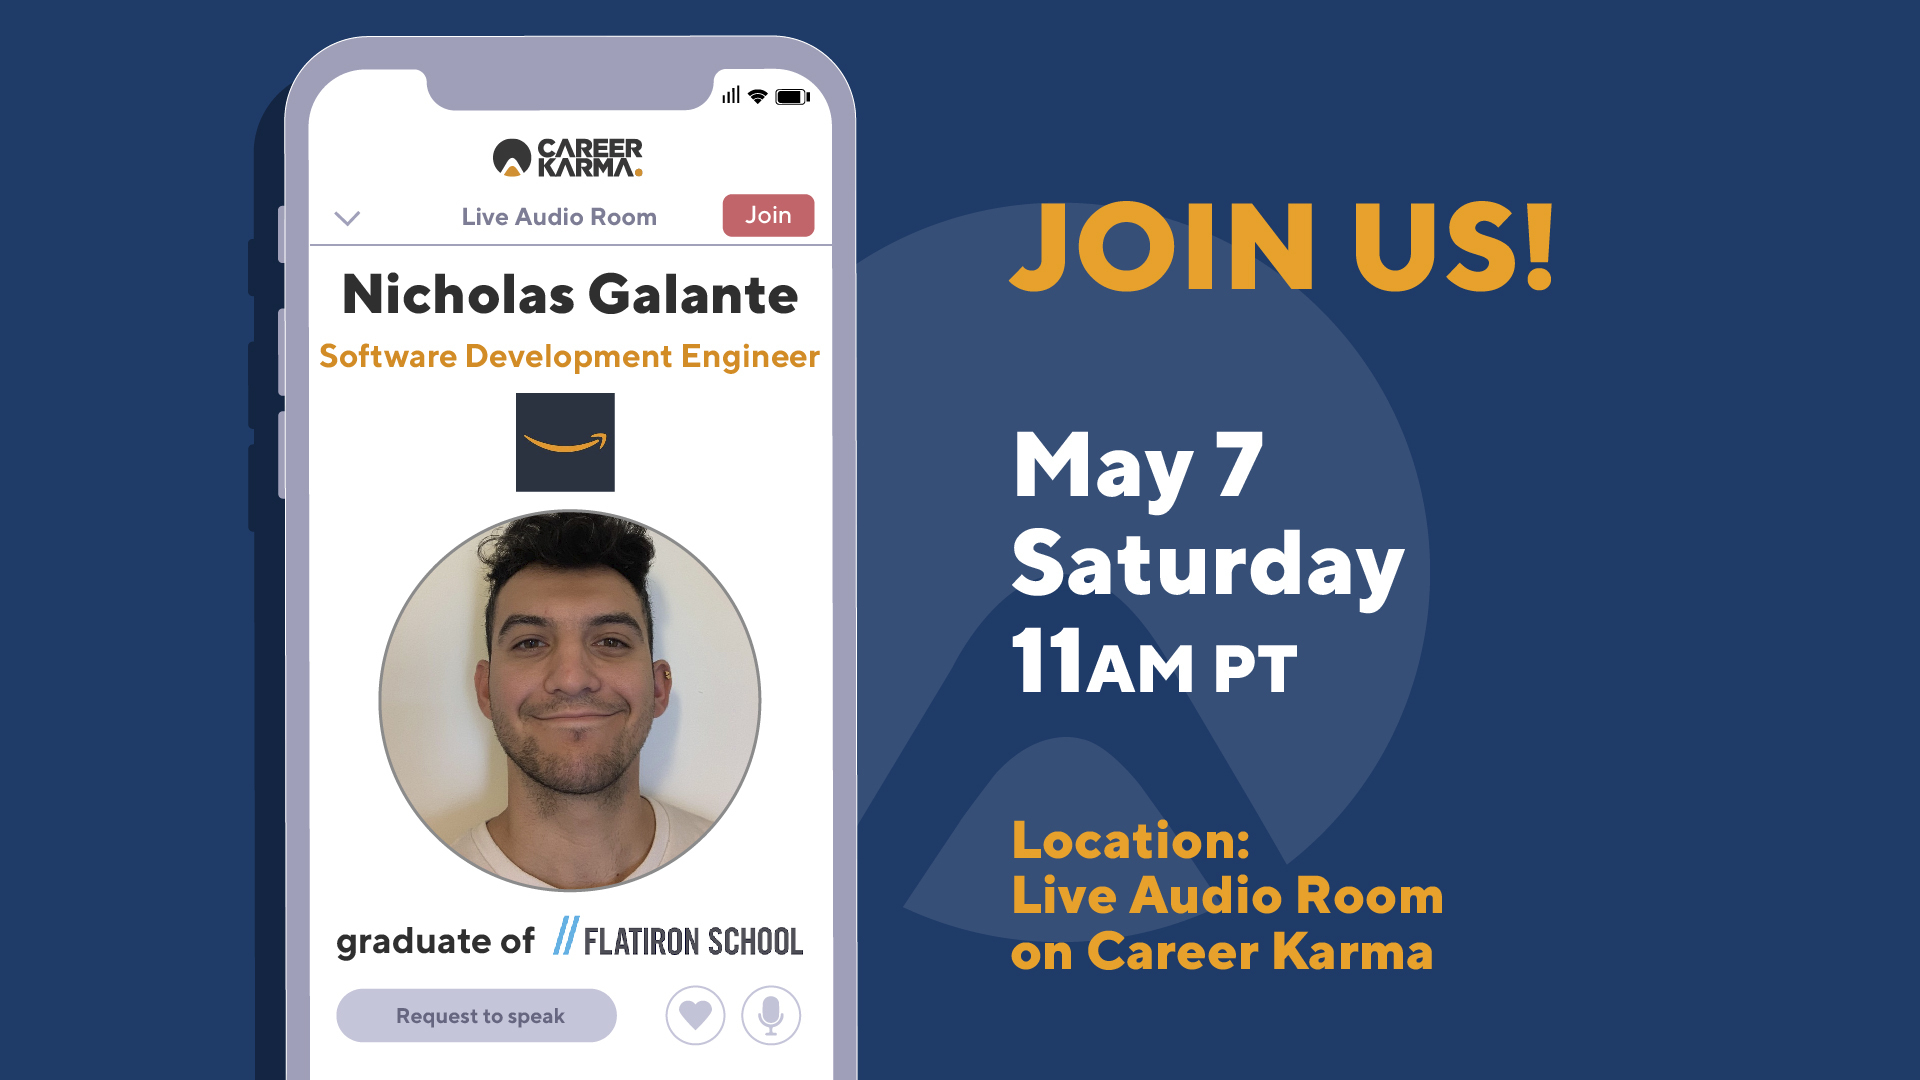 CAREER
KARMA.
Live Audio Room
Join
Nicholas Galante
Software Development Engineer
graduate of // FLATIRON SCHOOL
Request to speak
JOIN US!
May 7
Saturday
11AM PT
Location:
Live Audio Room
on Career Karma